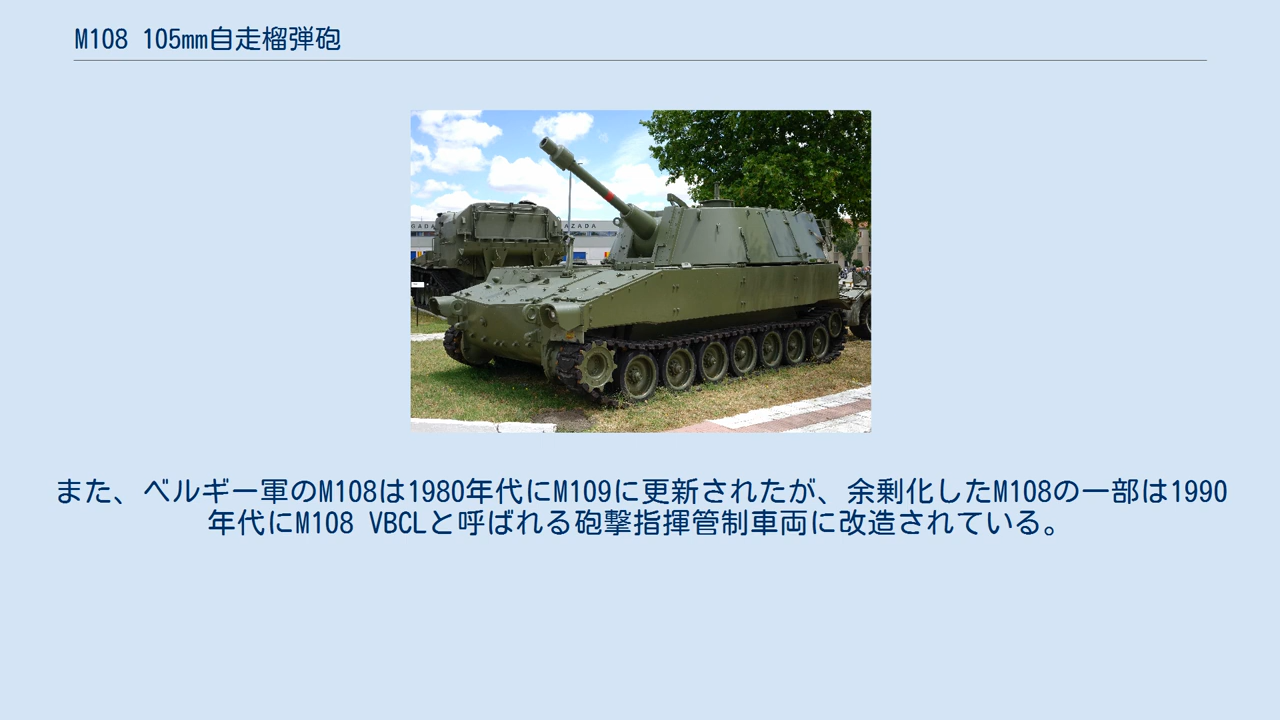 M108 105mm自走榴弾砲
GADA
AZADA
また、ベルギー軍のM108は1980年代にM109に更新されたが、余剰化したM108の一部は1990
年代にM108 VBCLと呼ばれる砲撃指揮管制車両に改造されている。